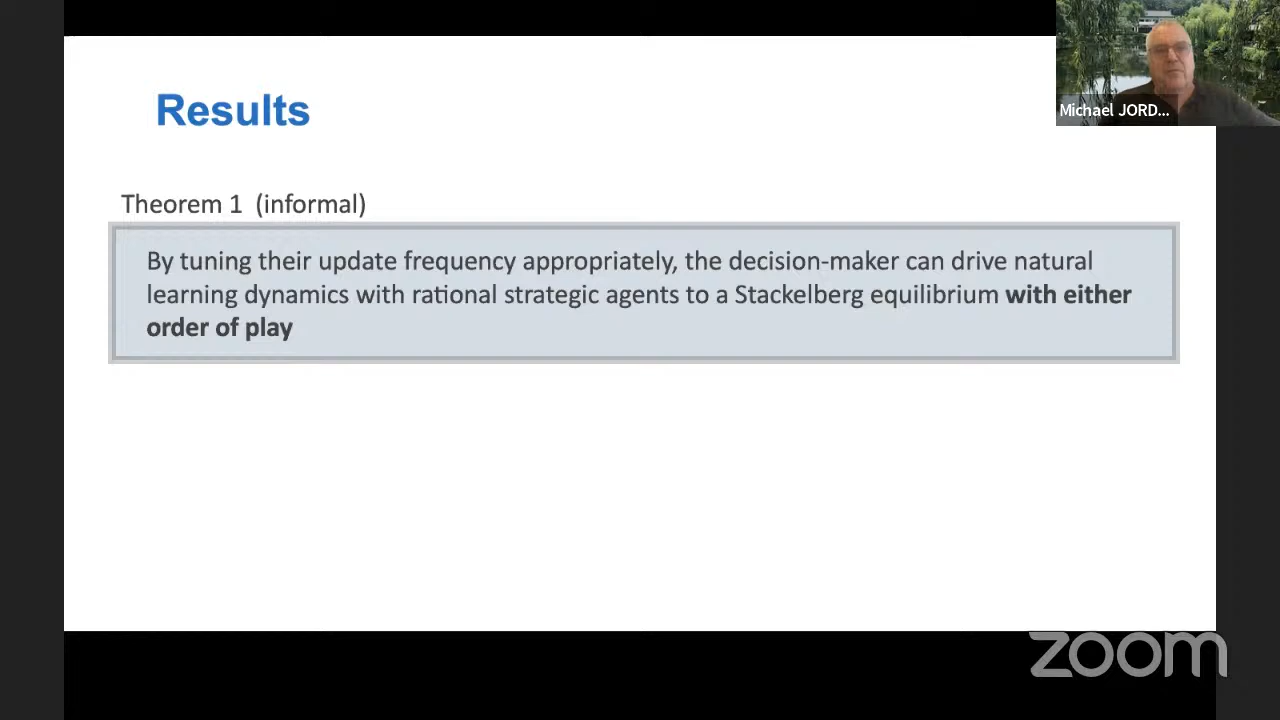 Results
Michael JORD...
Theorem 1 (informal)
By tuning their update frequency appropriately, the decision-maker can drive natural
learning dynamics with rational strategic agents to a Stackelberg equilibrium with either
order of play
zoom